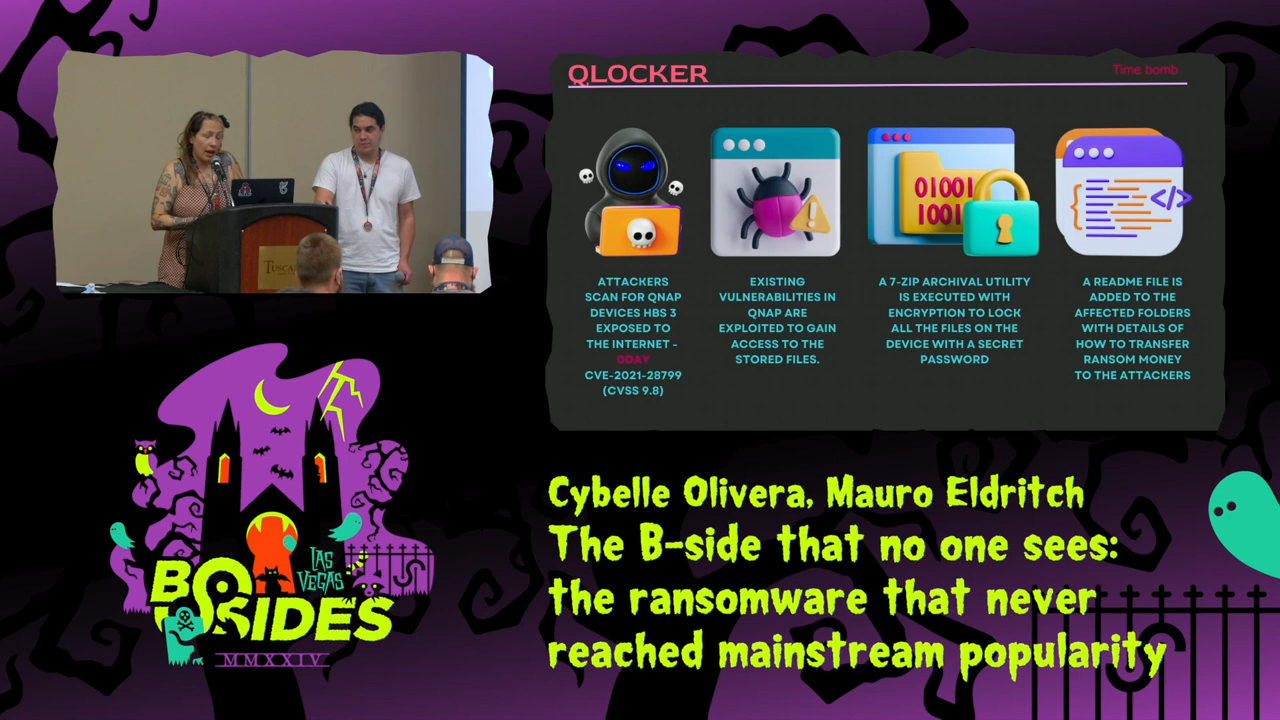 QLOCKER
Time bomb
ATTACKERS
SCAN FOR QNAP
DEVICES HBS 3
EXPOSED TO
THE INTERNET -
0DAY
CVE-2021-28799
(CVSS 9.8)
EXISTING
VULNERABILITIES IN
QNAP ARE
EXPLOITED TO GAIN
ACCESS TO THE
STORED FILES.
01001
1001
A 7-ZIP ARCHIVAL UTILITY
IS EXECUTED WITH
ENCRYPTION TO LOCK
ALL THE FILES ON THE
DEVICE WITH A SECRET
PASSWORD
A README FILE IS
ADDED TO THE
AFFECTED FOLDERS
WITH DETAILS OF
HOW TO TRANSFER
RANSOM MONEY
TO THE ATTACKERS
LAS
VEGAS
BSIDES
MMXXIV
Cybelle Olivera, Mauro Eldritch
The B-side that no one sees:
the ransomware that never
reached mainstream popularity